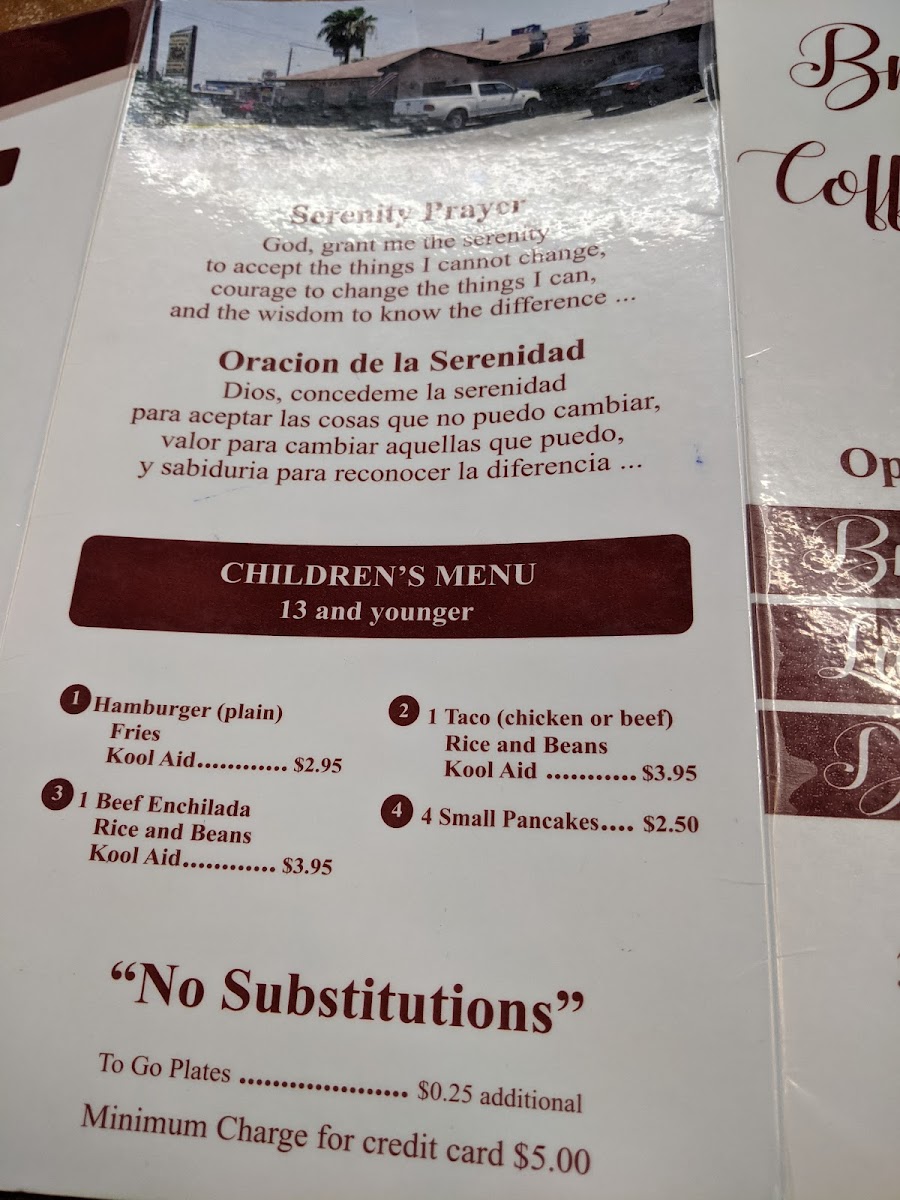 Serenity Prayer
God, grant me the serenity
to accept the things I cannot change,
courage to change the things I can,
and the wisdom to know the difference ...
Oracion de la Serenidad
Dios, concedeme la serenidad
para aceptar las cosas que no puedo cambiar,
valor para cambiar aquellas que puedo,
y sabiduria para reconocer la diferencia ...
CHILDREN'S MENU
13 and younger
1 Hamburger (plain)
Fries
Kool Aid............ $2.95
2 1 Taco (chicken or beef)
Rice and Beans
Kool Aid ............ $3.95
3 1 Beef Enchilada
Rice and Beans
Kool Aid............ $3.95
4 4 Small Pancakes.... $2.50
“No Substitutions”
To Go Plates .................... $0.25 additional
Minimum Charge for credit card $5.00